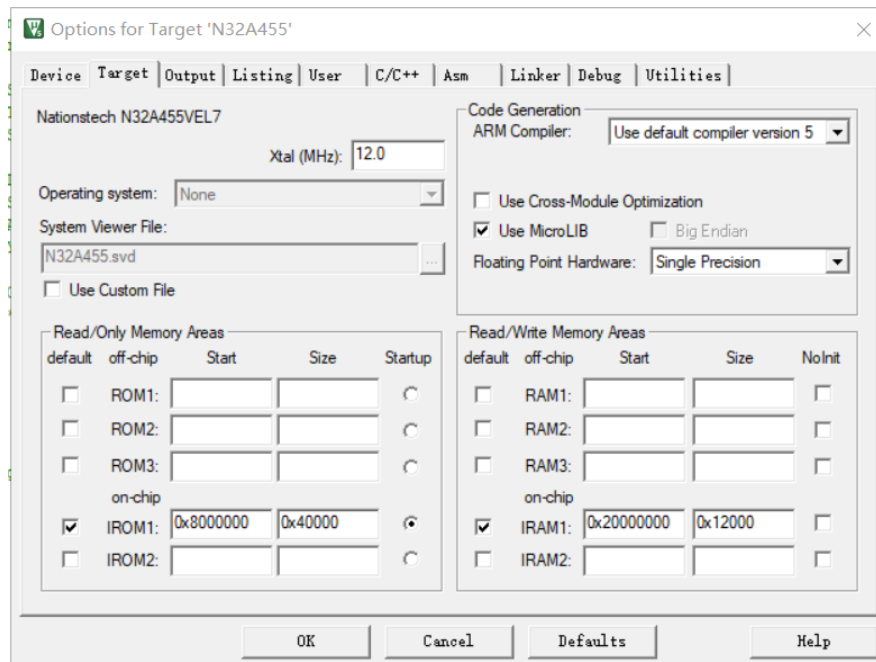 Options for Target 'N32A455'
Device Target Output Listing User C/C++ Asm Linker Debug Utilities
Nationstech N32A455VEL7
Xtal (MHz): 12.0
Operating system: None
System Viewer File:
N32A455.svd ...
Use Custom File
Code Generation
ARM Compiler: Use default compiler version 5
Use Cross-Module Optimization
Use MicroLIB Big Endian
Floating Point Hardware: Single Precision
Read/Only Memory Areas
default off-chip Start Size Startup
ROM1:
ROM2:
ROM3:
on-chip
IROM1: 0x8000000 0x40000
IROM2:
Read/Write Memory Areas
default off-chip Start Size NoInit
RAM1:
RAM2:
RAM3:
on-chip
IRAM1: 0x20000000 0x12000
IRAM2:
OK Cancel Defaults Help